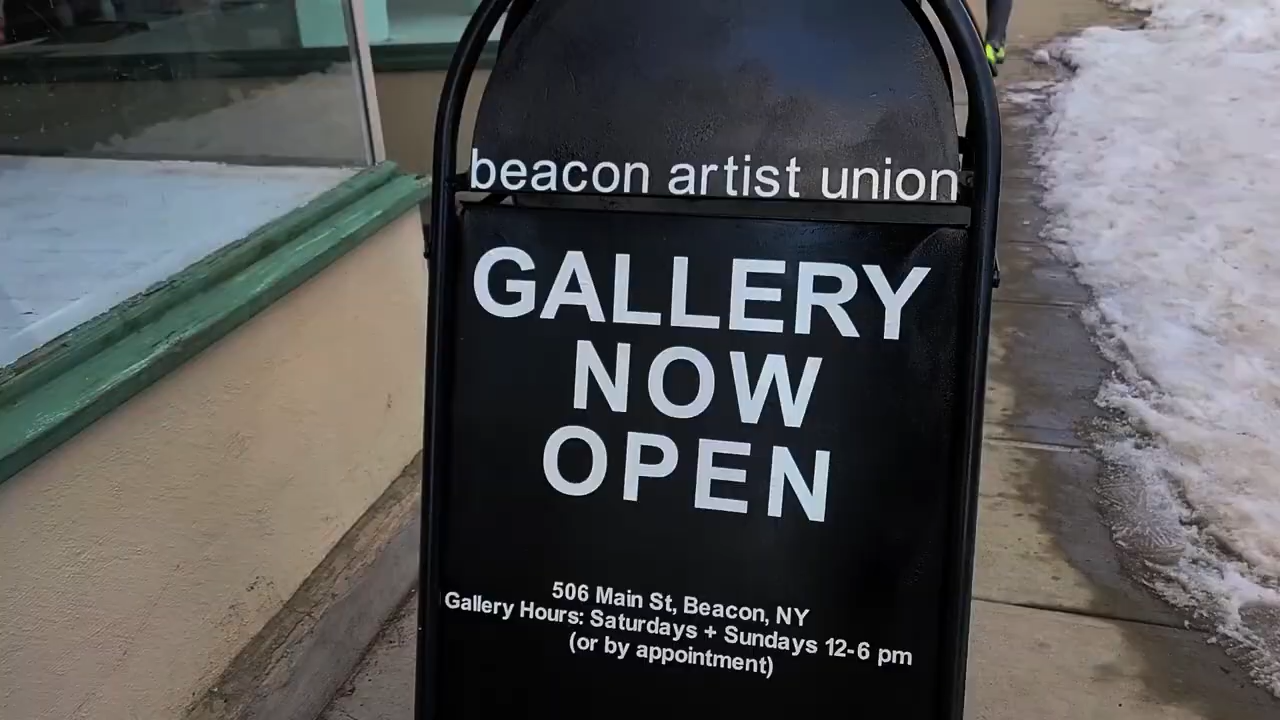 beacon artist union
GALLERY
NOW
OPEN
506 Main St, Beacon, NY
Gallery Hours: Saturdays + Sundays 12-6 pm
(or by appointment)